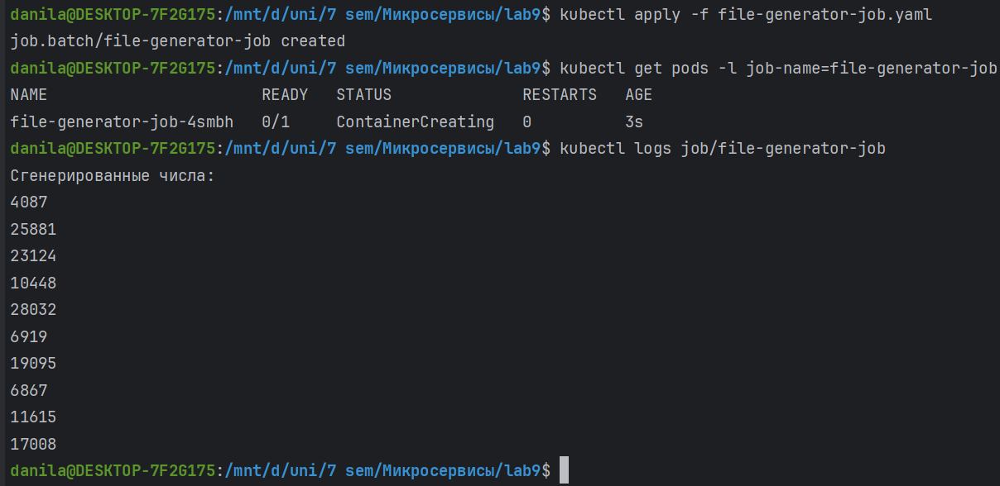 danila@DESKTOP-7F2G175:/mnt/d/uni/7 sem/Микросервисы/lab9$ kubectl apply -f file-generator-job.yaml
job.batch/file-generator-job created
danila@DESKTOP-7F2G175:/mnt/d/uni/7 sem/Микросервисы/lab9$ kubectl get pods -l job-name=file-generator-job
NAME                       READY   STATUS              RESTARTS   AGE
file-generator-job-4smbh   0/1     ContainerCreating   0          3s
danila@DESKTOP-7F2G175:/mnt/d/uni/7 sem/Микросервисы/lab9$ kubectl logs job/file-generator-job
Сгенерированные числа:
4087
25881
23124
10448
28032
6919
19095
6867
11615
17008
danila@DESKTOP-7F2G175:/mnt/d/uni/7 sem/Микросервисы/lab9$